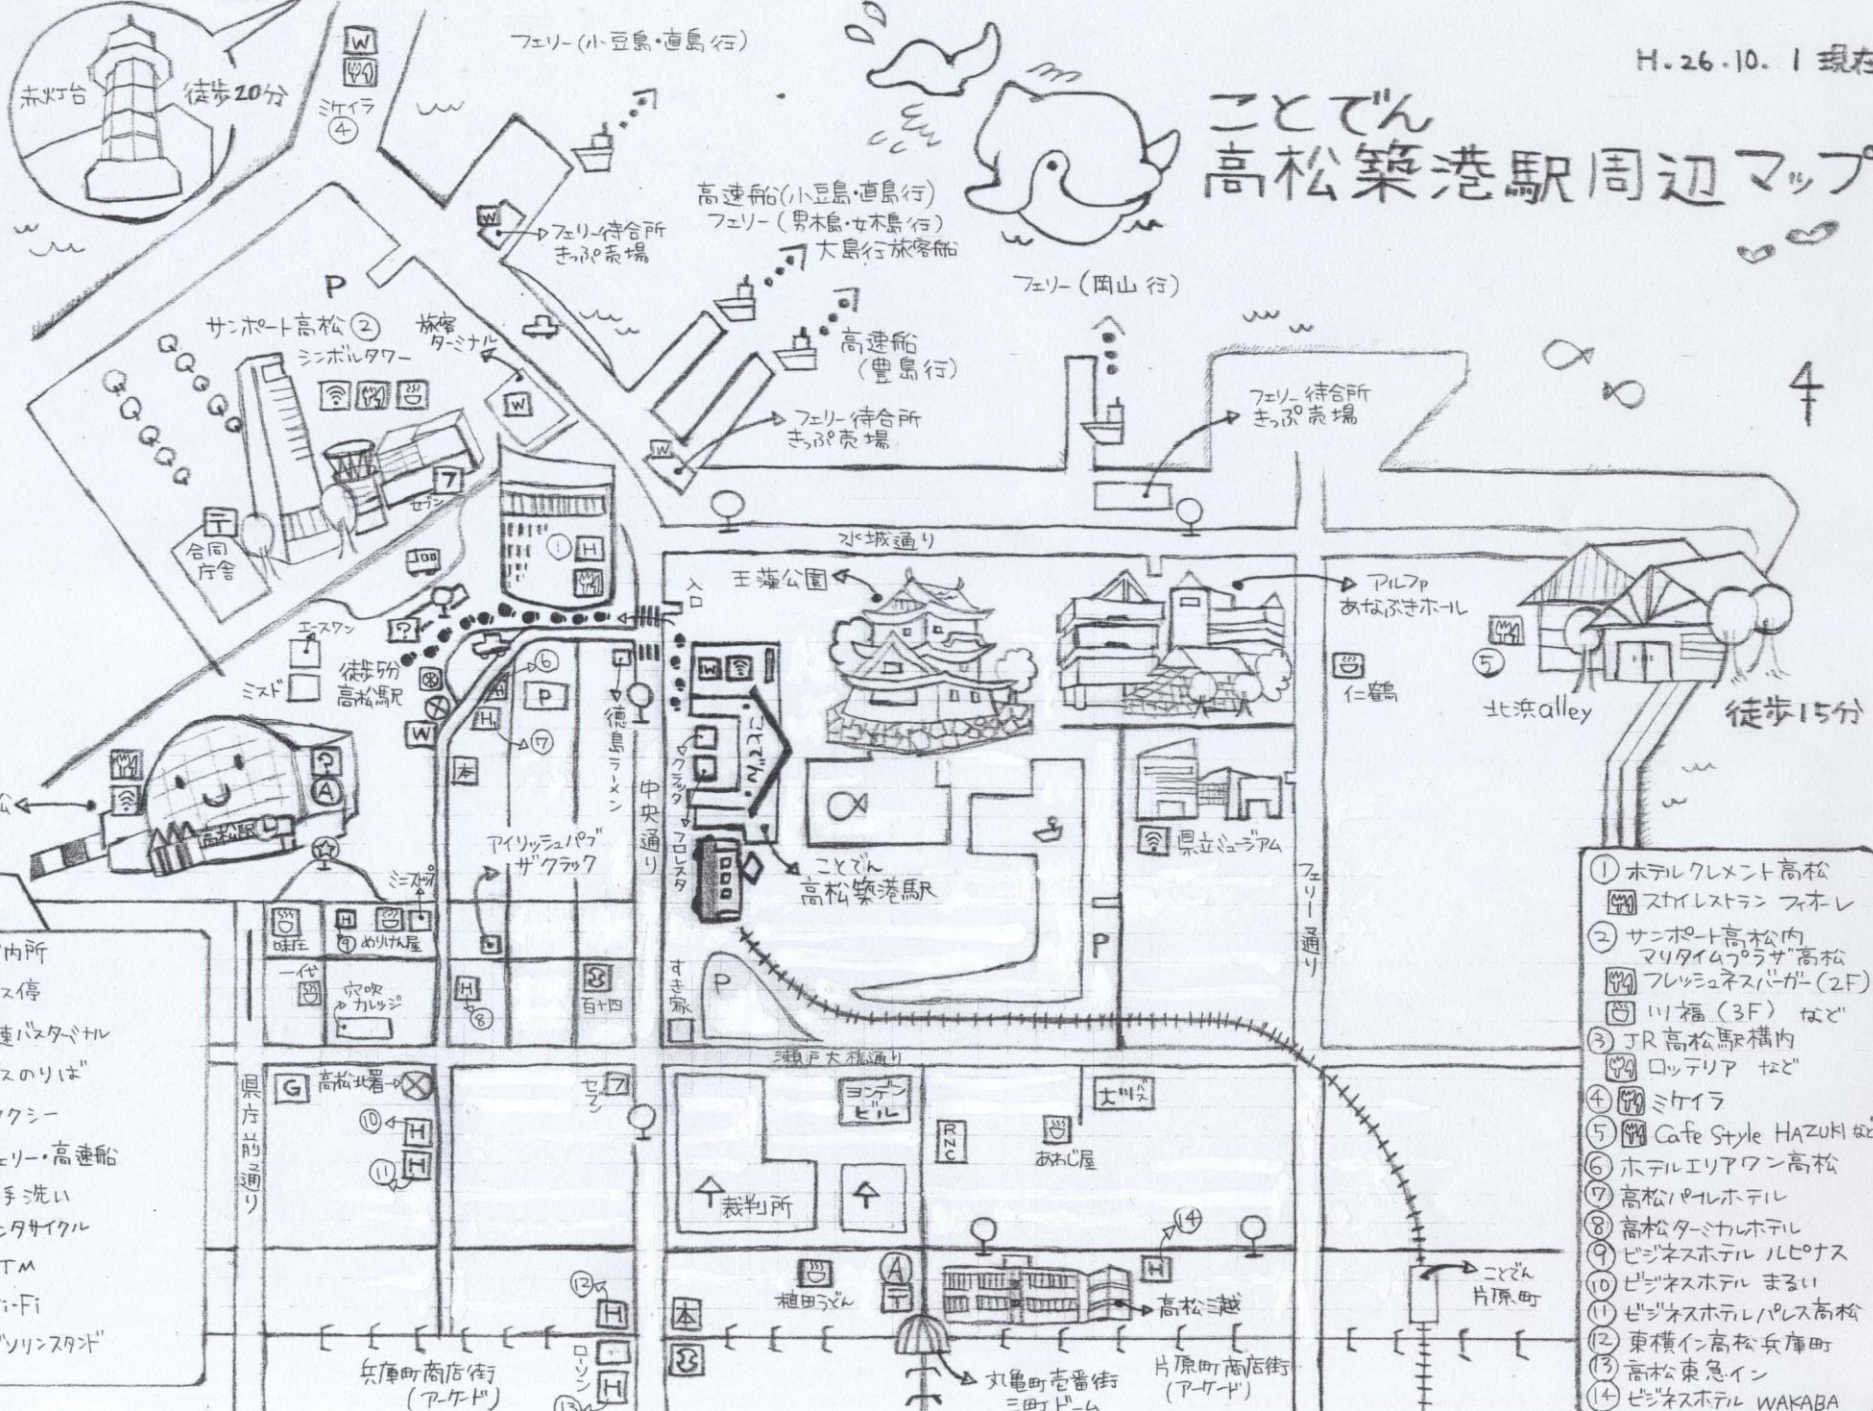 H.26.10.1 現在
ことでん
高松築港駅周辺マップ
赤灯台
徒歩20分
W
ミケイラ
④
フェリー(小豆島・直島行)
W
フェリー待合所
きっぷ売場
高速船(小豆島・直島行)
フェリー(男木島・女木島行)
大島行旅客船
フェリー(岡山行)
高速船
(豊島行)
W
フェリー待合所
きっぷ売場
フェリー待合所
きっぷ売場
P
サンポート高松②
シンボルタワー
旅客
ターミナル
W
7
セブン
〒
合同
庁舎
① H
水城通り
入口
玉藻公園
アルファ
あなぶきホール
仁鶴
⑤
北浜alley
徒歩15分
エースワン
ミスド
徒歩5分
高松駅
?
W
H
⑥
P
H
⑦
徳島ラーメン
中央通り
W
ことでん
クラック
フロレスタ
ことでん
高松築港駅
本
高松駅
?
A
県立ミュージアム
フェリー通り
アイリッシュパブ
ザ クラック
ミニストップ
味庄
H
⑨
めりけん屋
一代
穴吹
カレッジ
H
⑧
百十四
すき家
P
P
瀬戸大橋通り
県庁前通り
G
高松北署
⑩ H
⑪ H
7
セブン
ヨンデン
ビル
裁判所
RNC
あわじ屋
植田うどん
A
〒
⑭
H
高松三越
ことでん
片原町
⑫
H
本
ローソン
H
⑬
兵庫町商店街
(アーケード)
丸亀町壱番街
三町ドーム
片原町商店街
(アーケード)
内所
ス停
速バスターミナル
スのりば
クシー
ェリー・高速船
手洗い
ンタサイクル
TM
i-Fi
ソリンスタンド
① ホテルクレメント高松
スカイレストラン フィオーレ
② サンポート高松内
マリタイムプラザ高松
フレッシュネスバーガー(2F)
川福(3F) など
③ JR高松駅構内
ロッテリア など
④ ミケイラ
⑤ Cafe Style HAZUKI など
⑥ ホテルエリアワン高松
⑦ 高松パールホテル
⑧ 高松ターミナルホテル
⑨ ビジネスホテル ルピナス
⑩ ビジネスホテル まるい
⑪ ビジネスホテルパレス高松
⑫ 東横イン高松兵庫町
⑬ 高松東急イン
⑭ ビジネスホテル WAKABA